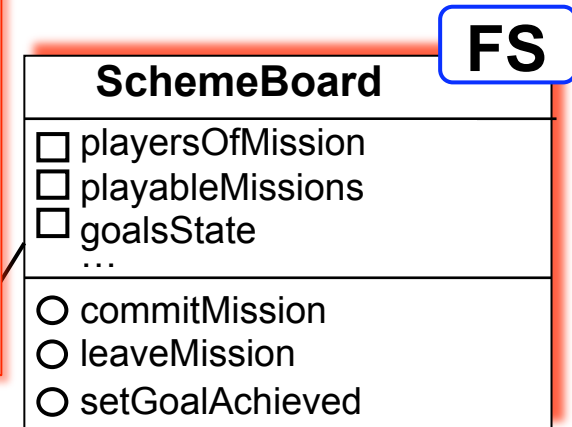 FS
SchemeBoard
playersOfMission
playableMissions
goalsState
...
commitMission
leaveMission
setGoalAchieved